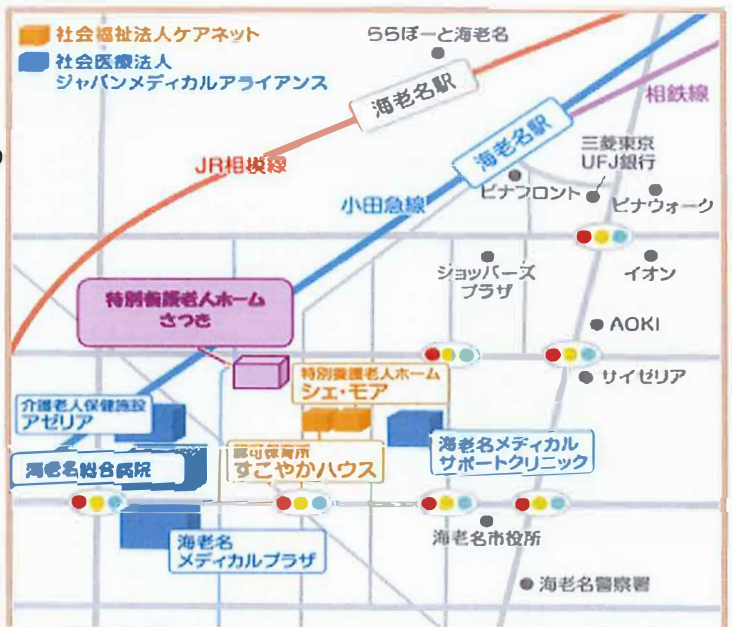 社会福祉法人ケアネット
社会医療法人
ジャパンメディカルアライアンス
ららぽーと海老名
海老名駅
相鉄線
海老名駅
三菱東京
UFJ銀行
JR相模線
ビナフロント
ビナウォーク
小田急線
ショッパーズ
プラザ
イオン
特別養護老人ホーム
さつき
AOKI
特別養護老人ホーム
シェ・モア
サイゼリア
介護老人保健施設
アゼリア
海老名メディカル
サポートクリニック
認可保育所
すこやかハウス
海老名総合病院
海老名市役所
海老名
メディカルプラザ
海老名警察署